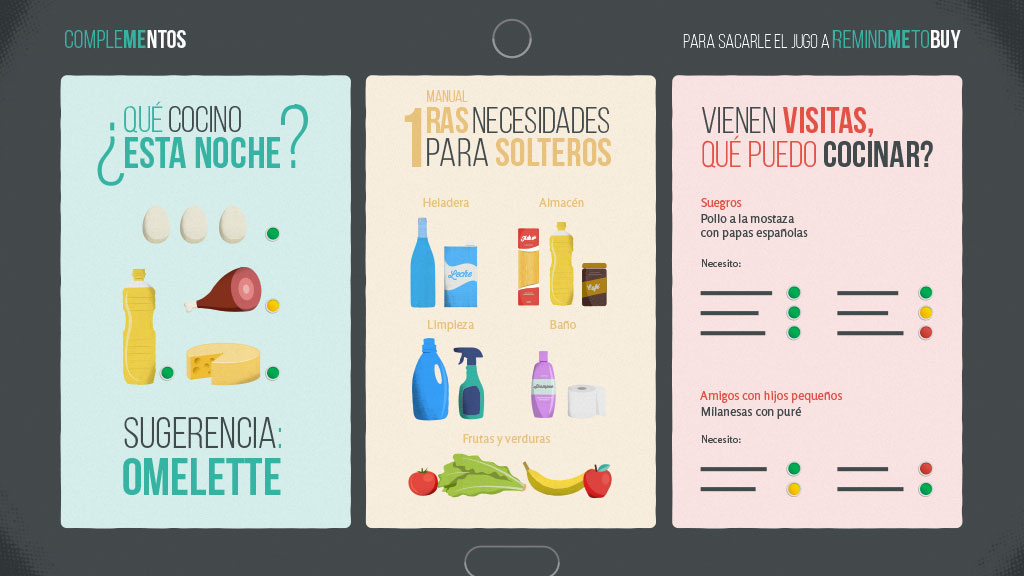 COMPLEMENTOS
PARA SACARLE EL JUGO A REMINDMETOBUY
¿QUÉ COCINO
ESTA NOCHE?
SUGERENCIA:
OMELETTE
MANUAL
1RAS NECESIDADES
PARA SOLTEROS
Heladera
Almacén
Leche
Café
Limpieza
Baño
Shampoo
Frutas y verduras
VIENEN VISITAS,
QUÉ PUEDO COCINAR?
Suegros
Pollo a la mostaza
con papas españolas
Necesito:
Amigos con hijos pequeños
Milanesas con puré
Necesito: